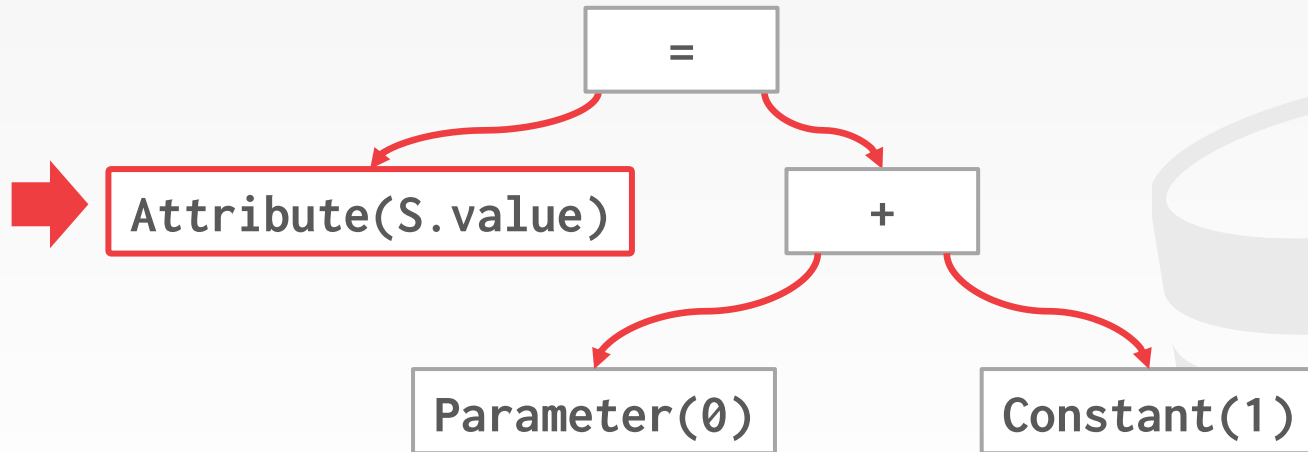 =
Attribute(S.value)
+
Parameter(0)
Constant(1)